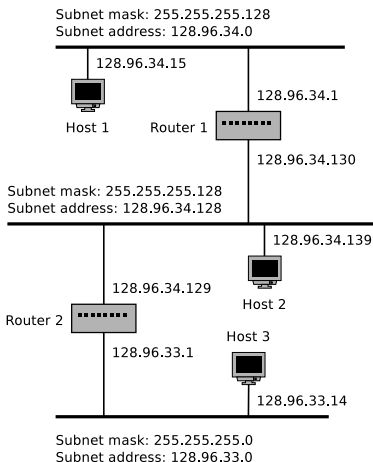 Subnet mask: 255.255.255.128
Subnet address: 128.96.34.0
128.96.34.15
128.96.34.1
Host 1
Router 1
128.96.34.130
Subnet mask: 255.255.255.128
Subnet address: 128.96.34.128
128.96.34.139
128.96.34.129
Host 2
Router 2
Host 3
128.96.33.1
128.96.33.14
Subnet mask: 255.255.255.0
Subnet address: 128.96.33.0